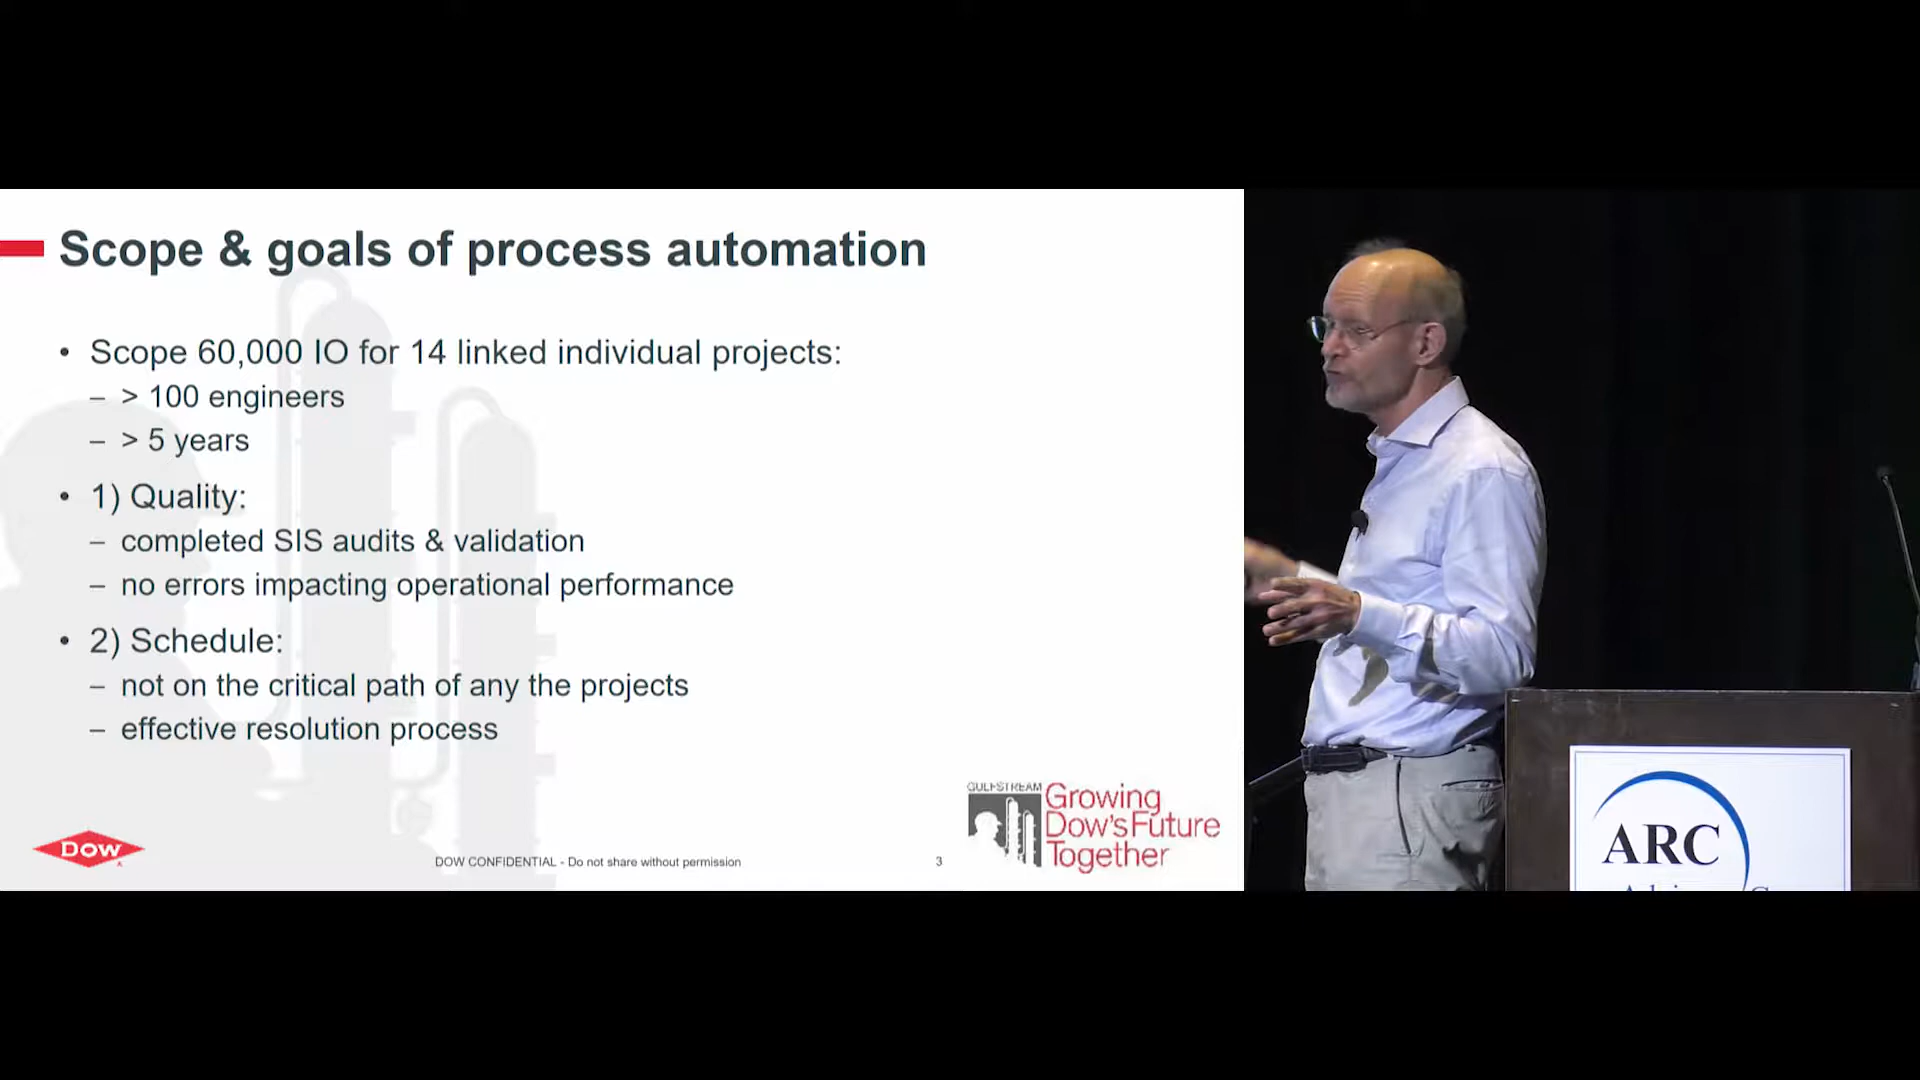 Scope & goals of process automation
• Scope 60,000 IO for 14 linked individual projects:
– > 100 engineers
– > 5 years
• 1) Quality:
– completed SIS audits & validation
– no errors impacting operational performance
• 2) Schedule:
– not on the critical path of any the projects
– effective resolution process
DOW
DOW CONFIDENTIAL - Do not share without permission
3
GULFSTREAM
Growing
Dow's Future
Together
ARC